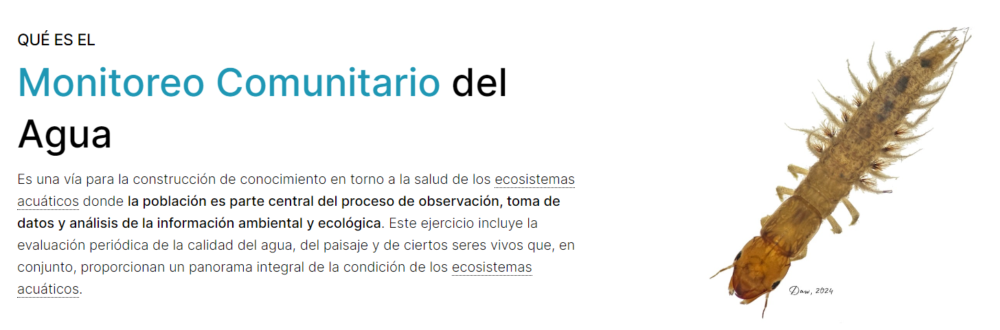 QUÉ ES EL
Monitoreo Comunitario del
Agua
Es una vía para la construcción de conocimiento en torno a la salud de los ecosistemas
acuáticos donde la población es parte central del proceso de observación, toma de
datos y análisis de la información ambiental y ecológica. Este ejercicio incluye la
evaluación periódica de la calidad del agua, del paisaje y de ciertos seres vivos que, en
conjunto, proporcionan un panorama integral de la condición de los ecosistemas
acuáticos.
Daw, 2024